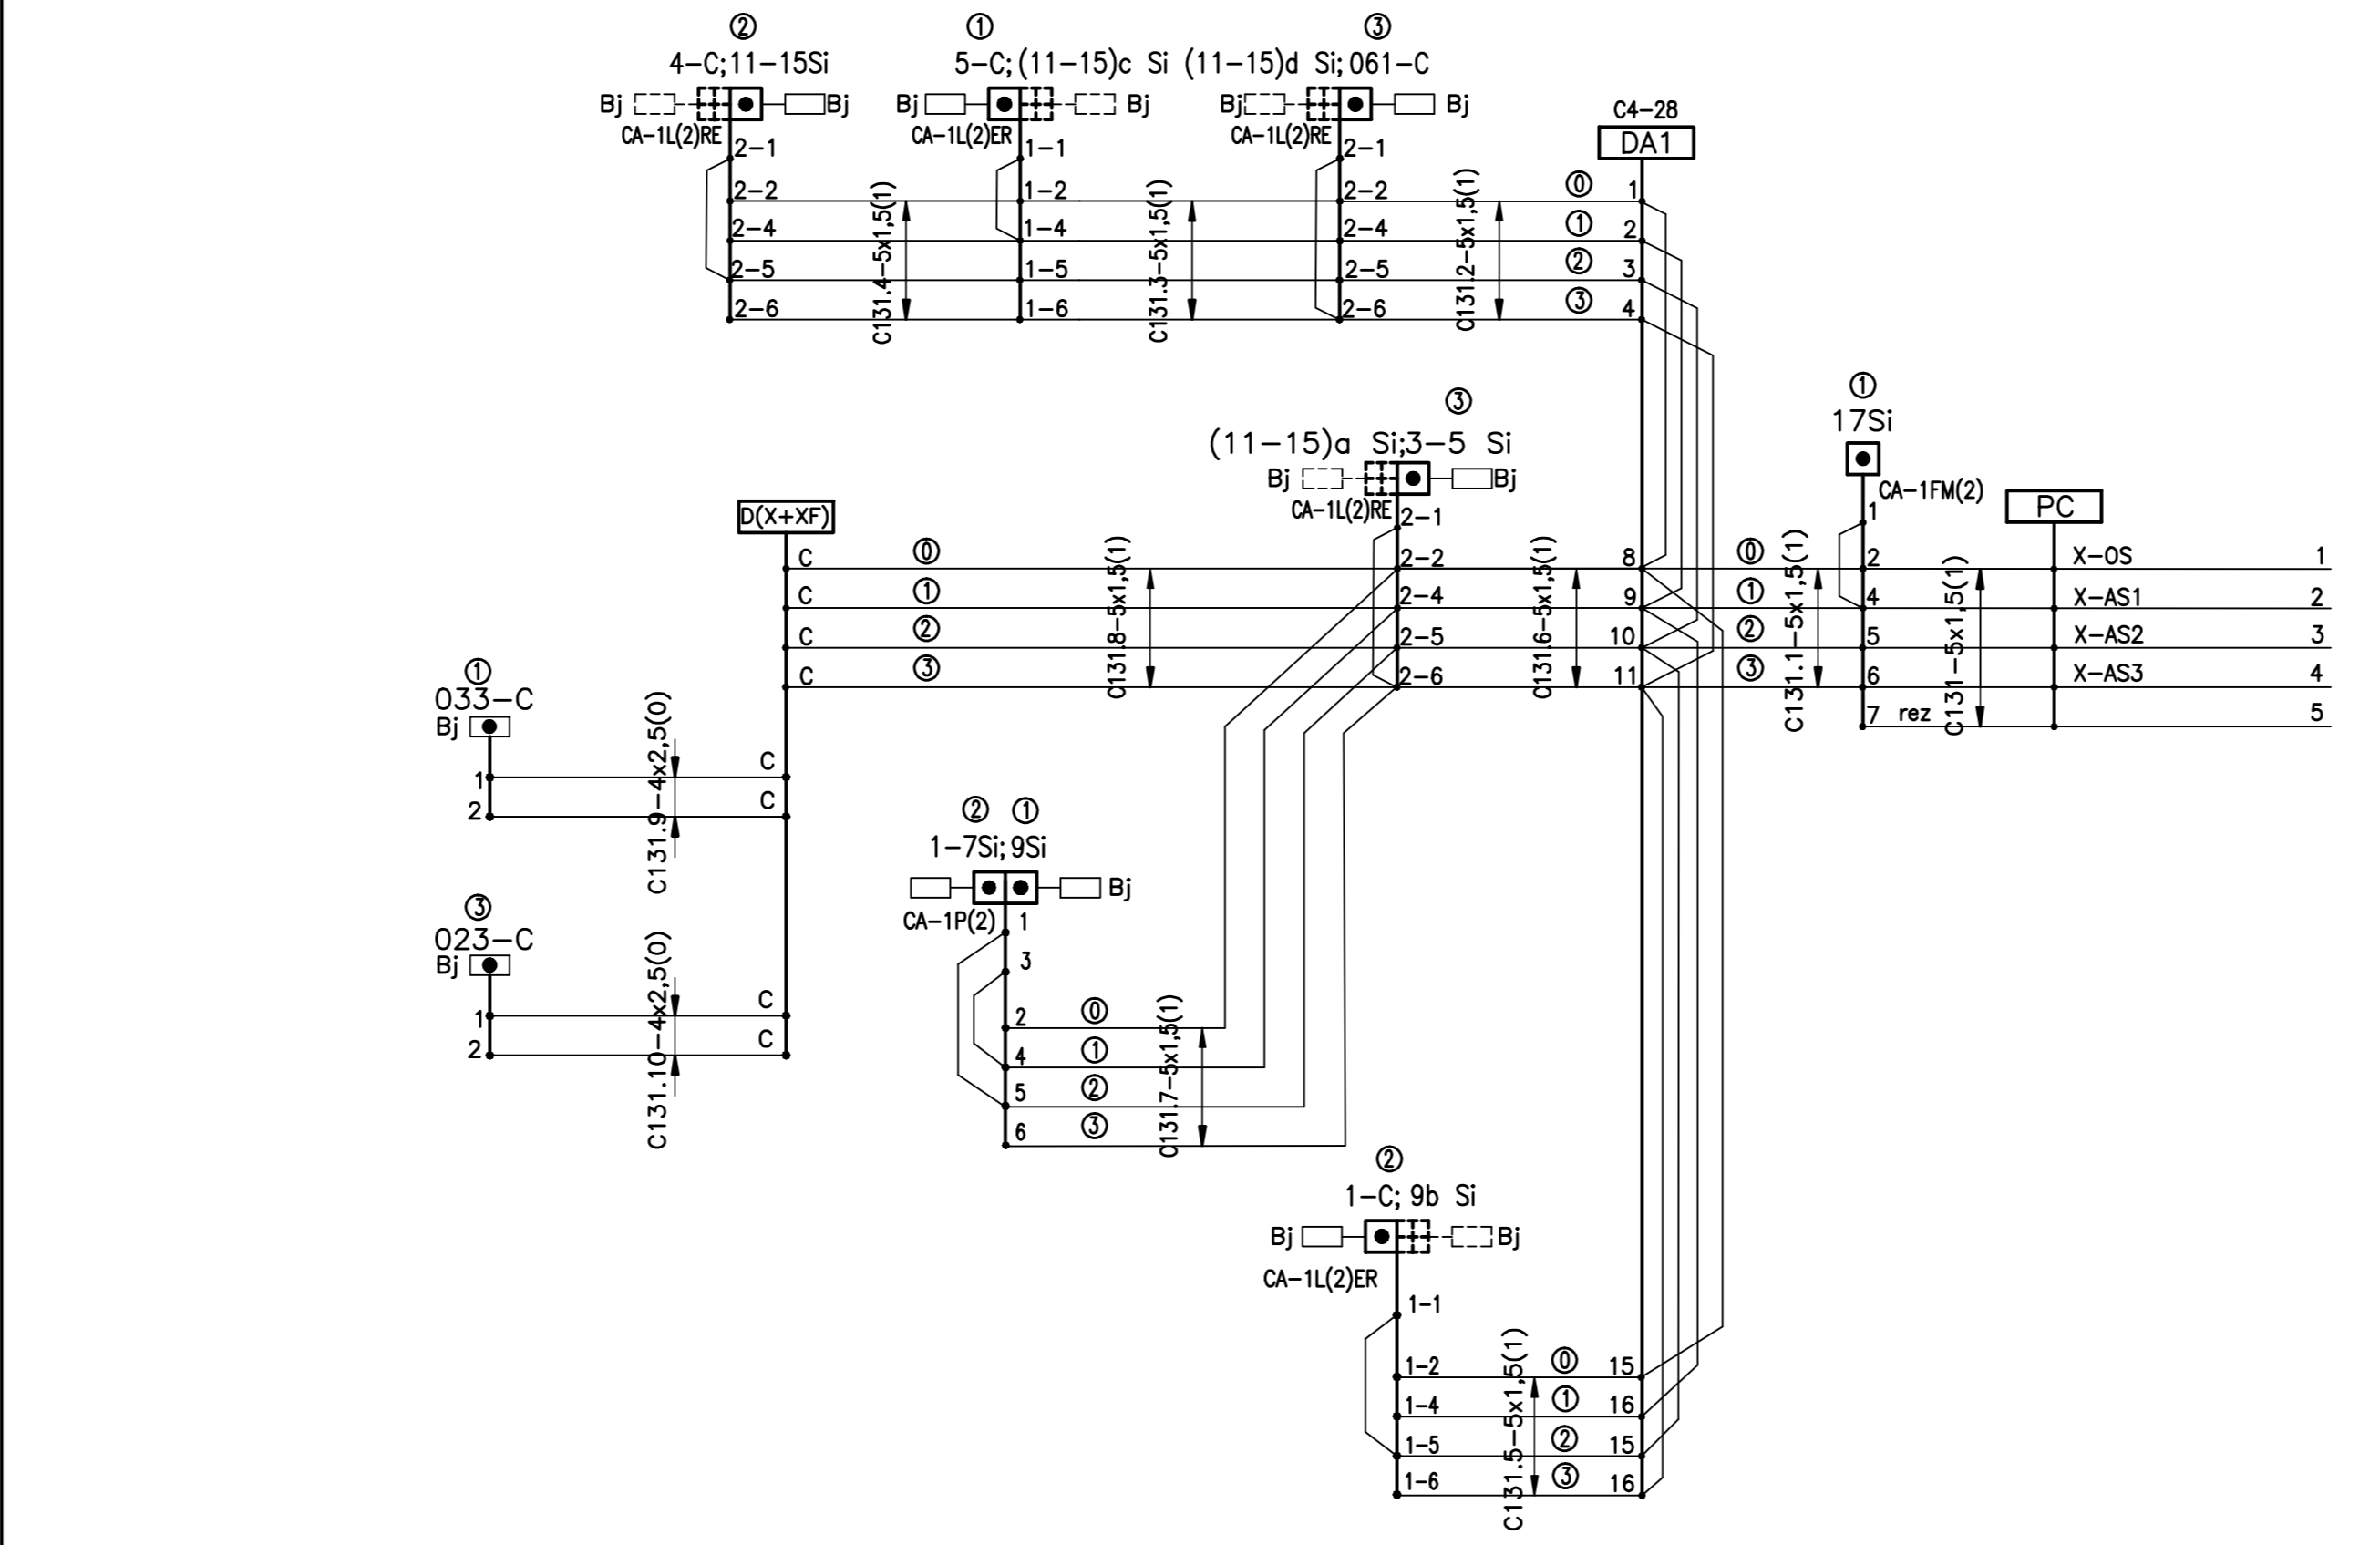 ② ① ③
4-C;11-15Si 5-C;(11-15)c Si (11-15)d Si;061-C
Bj Bj Bj Bj Bj Bj
CA-1L(2)RE CA-1L(2)ER CA-1L(2)RE
C4-28
DA1
2-1 1-1 2-1
2-2 1-2 2-2 ⓪ 1
2-4 1-4 2-4 ① 2
2-5 1-5 2-5 ② 3
2-6 1-6 2-6 ③ 4
C131.4-5x1,5(1)
C131.3-5x1,5(1)
C131.2-5x1,5(1)
③
(11-15)a Si;3-5 Si
Bj Bj
CA-1L(2)RE
①
17Si
CA-1FM(2)
PC
D(X+XF)
2-1 1
C ⓪ 2-2 8 ⓪ 2 X-OS 1
C ① 2-4 9 ① 4 X-AS1 2
C ② 2-5 10 ② 5 X-AS2 3
C ③ 2-6 11 ③ 6 X-AS3 4
7 rez 5
C131.8-5x1,5(1)
C131.6-5x1,5(1)
C131.1-5x1,5(1)
C131-5x1,5(1)
①
033-C
Bj
1 C
2 C
C131.9-4x2,5(0)
③
023-C
Bj
1 C
2 C
C131.10-4x2,5(0)
② ①
1-7Si;9Si
Bj
CA-1P(2)
1
3
2 ⓪
4 ①
5 ②
6 ③
C131.7-5x1,5(1)
②
1-C; 9b Si
Bj Bj
CA-1L(2)ER
1-1
1-2 ⓪ 15
1-4 ① 16
1-5 ② 15
1-6 ③ 16
C131.5-5x1,5(1)